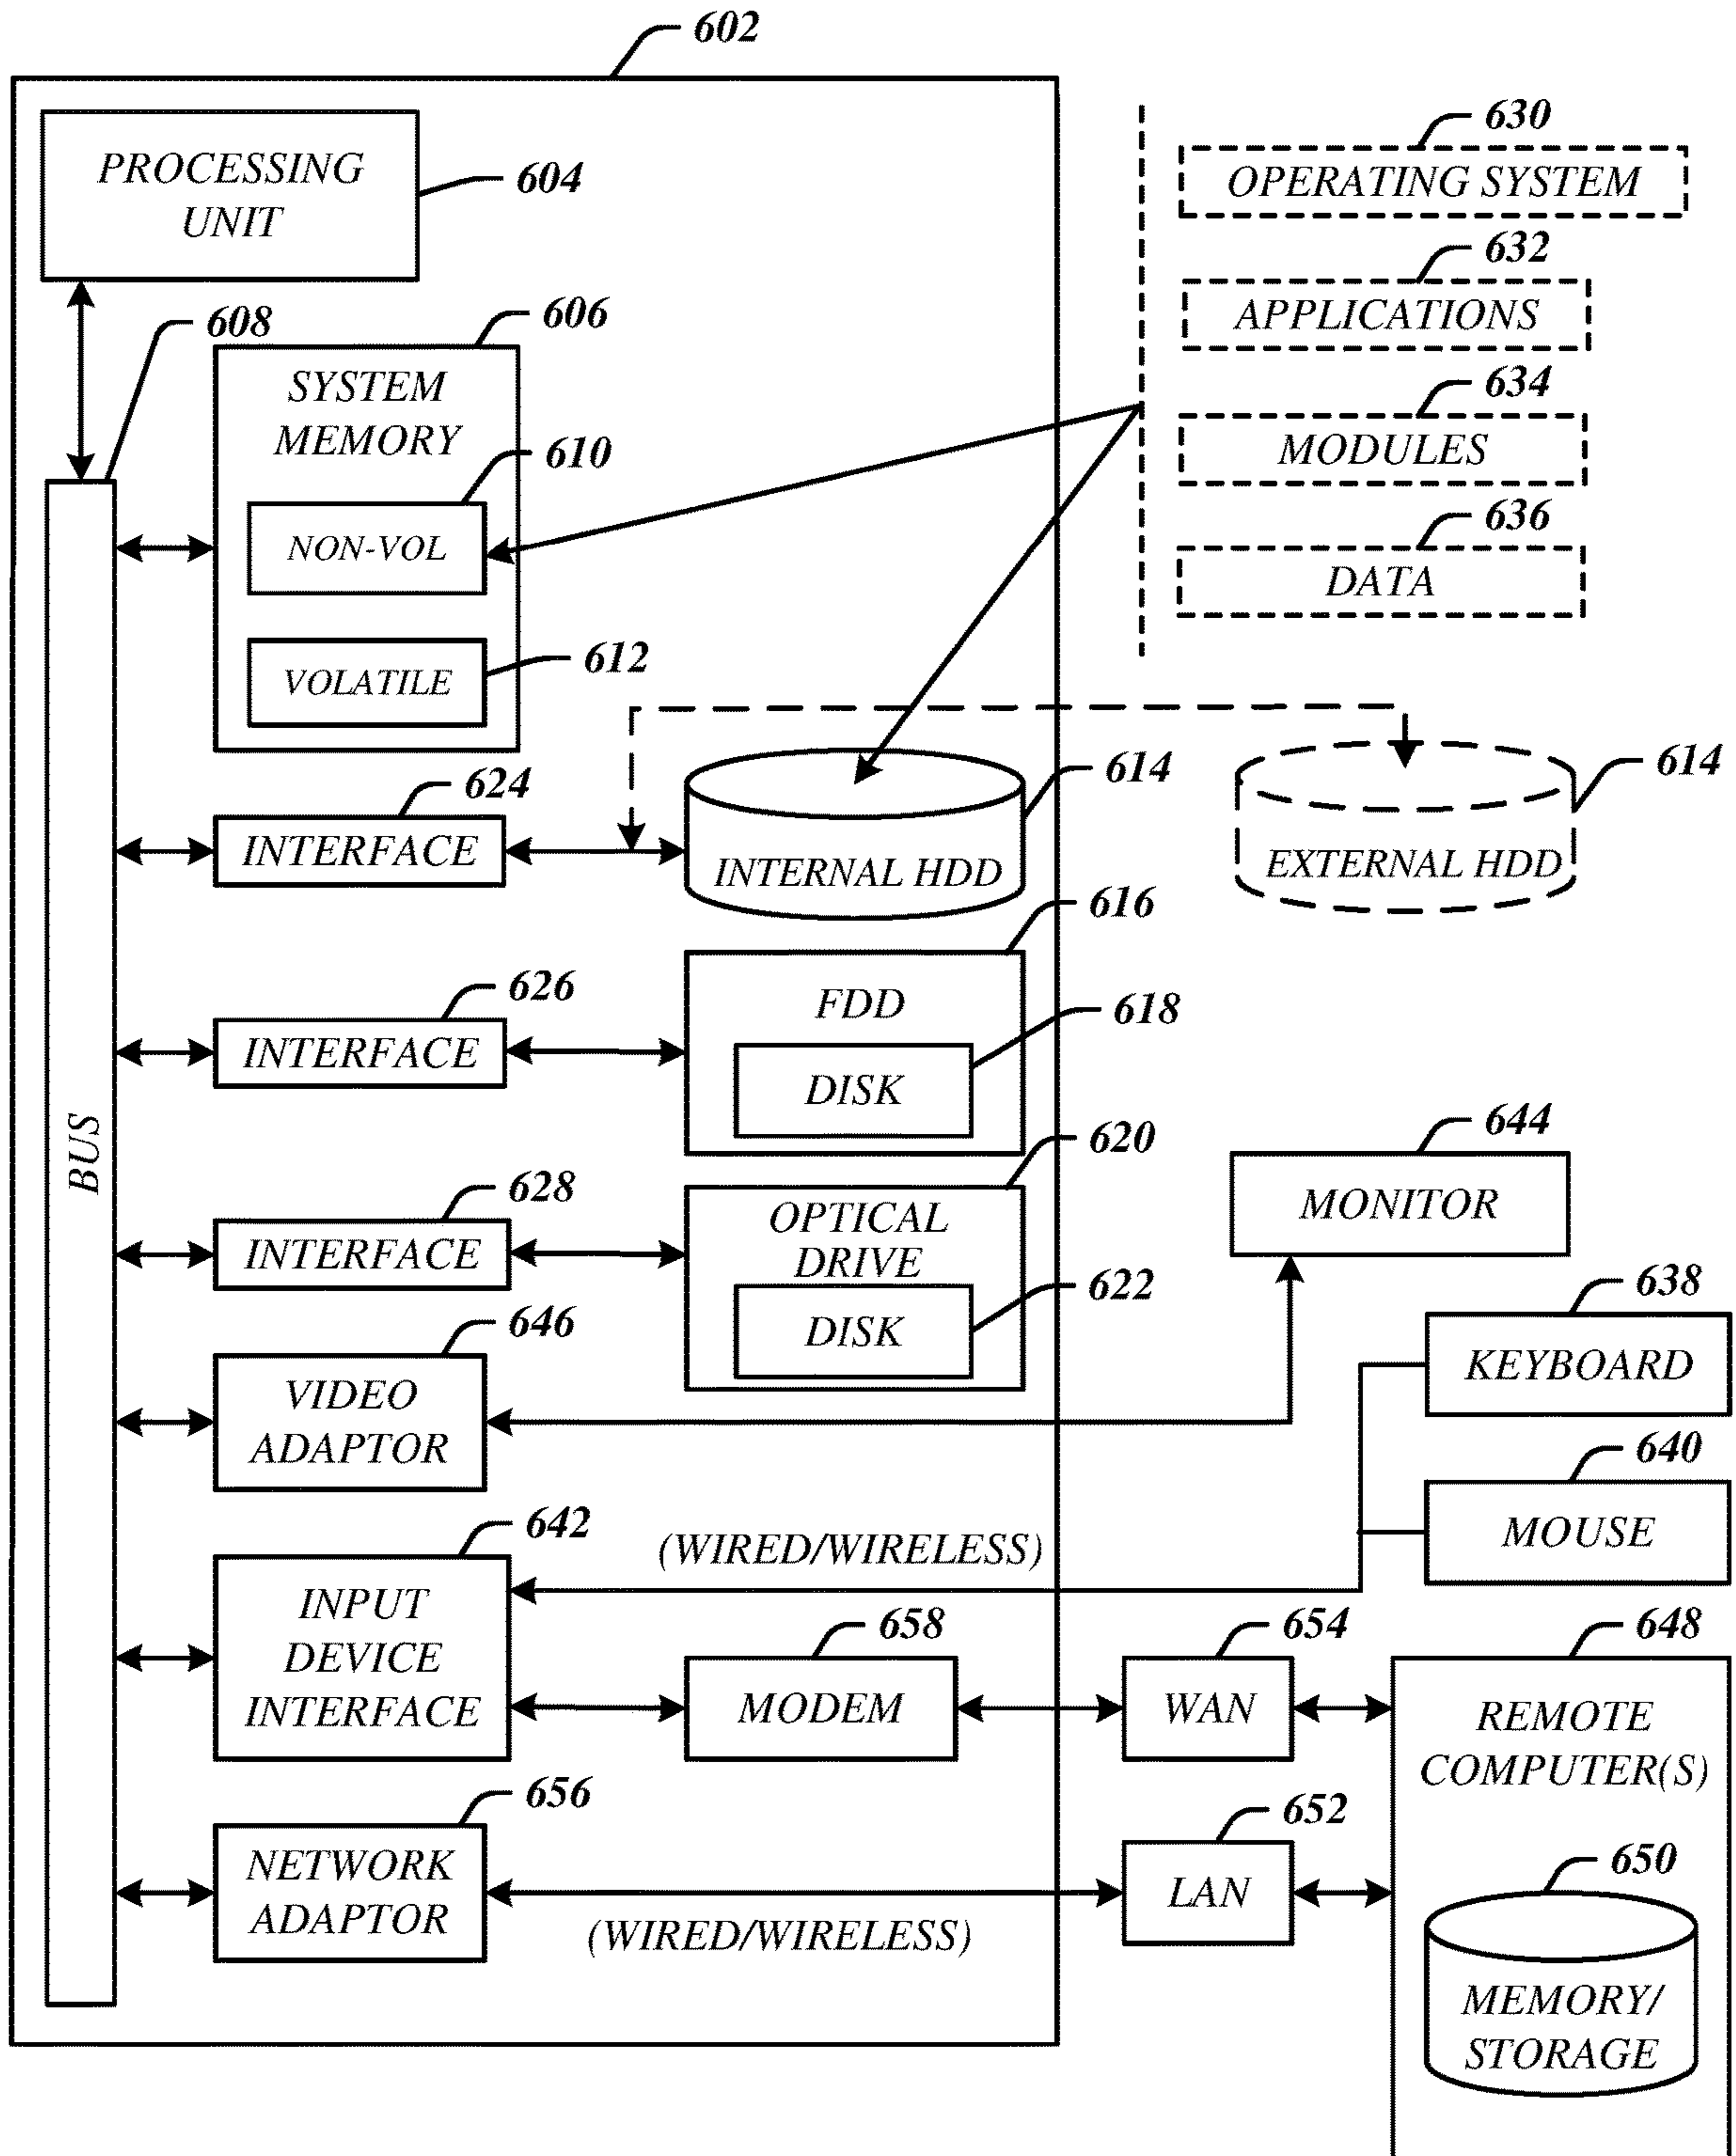 602
PROCESSING
UNIT
604
630
OPERATING SYSTEM
632
APPLICATIONS
634
MODULES
636
DATA
608
606
SYSTEM
MEMORY
610
NON-VOL
612
VOLATILE
624
INTERFACE
614
INTERNAL HDD
614
EXTERNAL HDD
616
FDD
618
DISK
626
INTERFACE
BUS
620
OPTICAL
DRIVE
622
DISK
628
INTERFACE
644
MONITOR
646
VIDEO
ADAPTOR
638
KEYBOARD
640
MOUSE
642
INPUT
DEVICE
INTERFACE
(WIRED/WIRELESS)
658
MODEM
654
WAN
648
REMOTE
COMPUTER(S)
656
NETWORK
ADAPTOR
(WIRED/WIRELESS)
652
LAN
650
MEMORY/
STORAGE